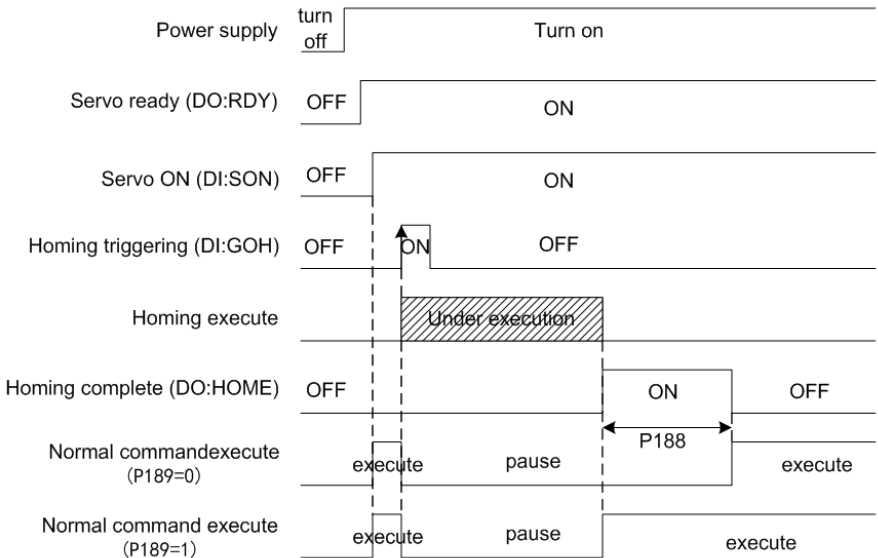 Power supply turn off Turn on
Servo ready (DO:RDY) OFF ON
Servo ON (DI:SON) OFF ON
Homing triggering (DI:GOH) OFF ON OFF
Homing execute Under execution
Homing complete (DO:HOME) OFF ON OFF
P188
Normal commandexecute
(P189=0) execute pause execute
Normal command execute
(P189=1) execute pause execute